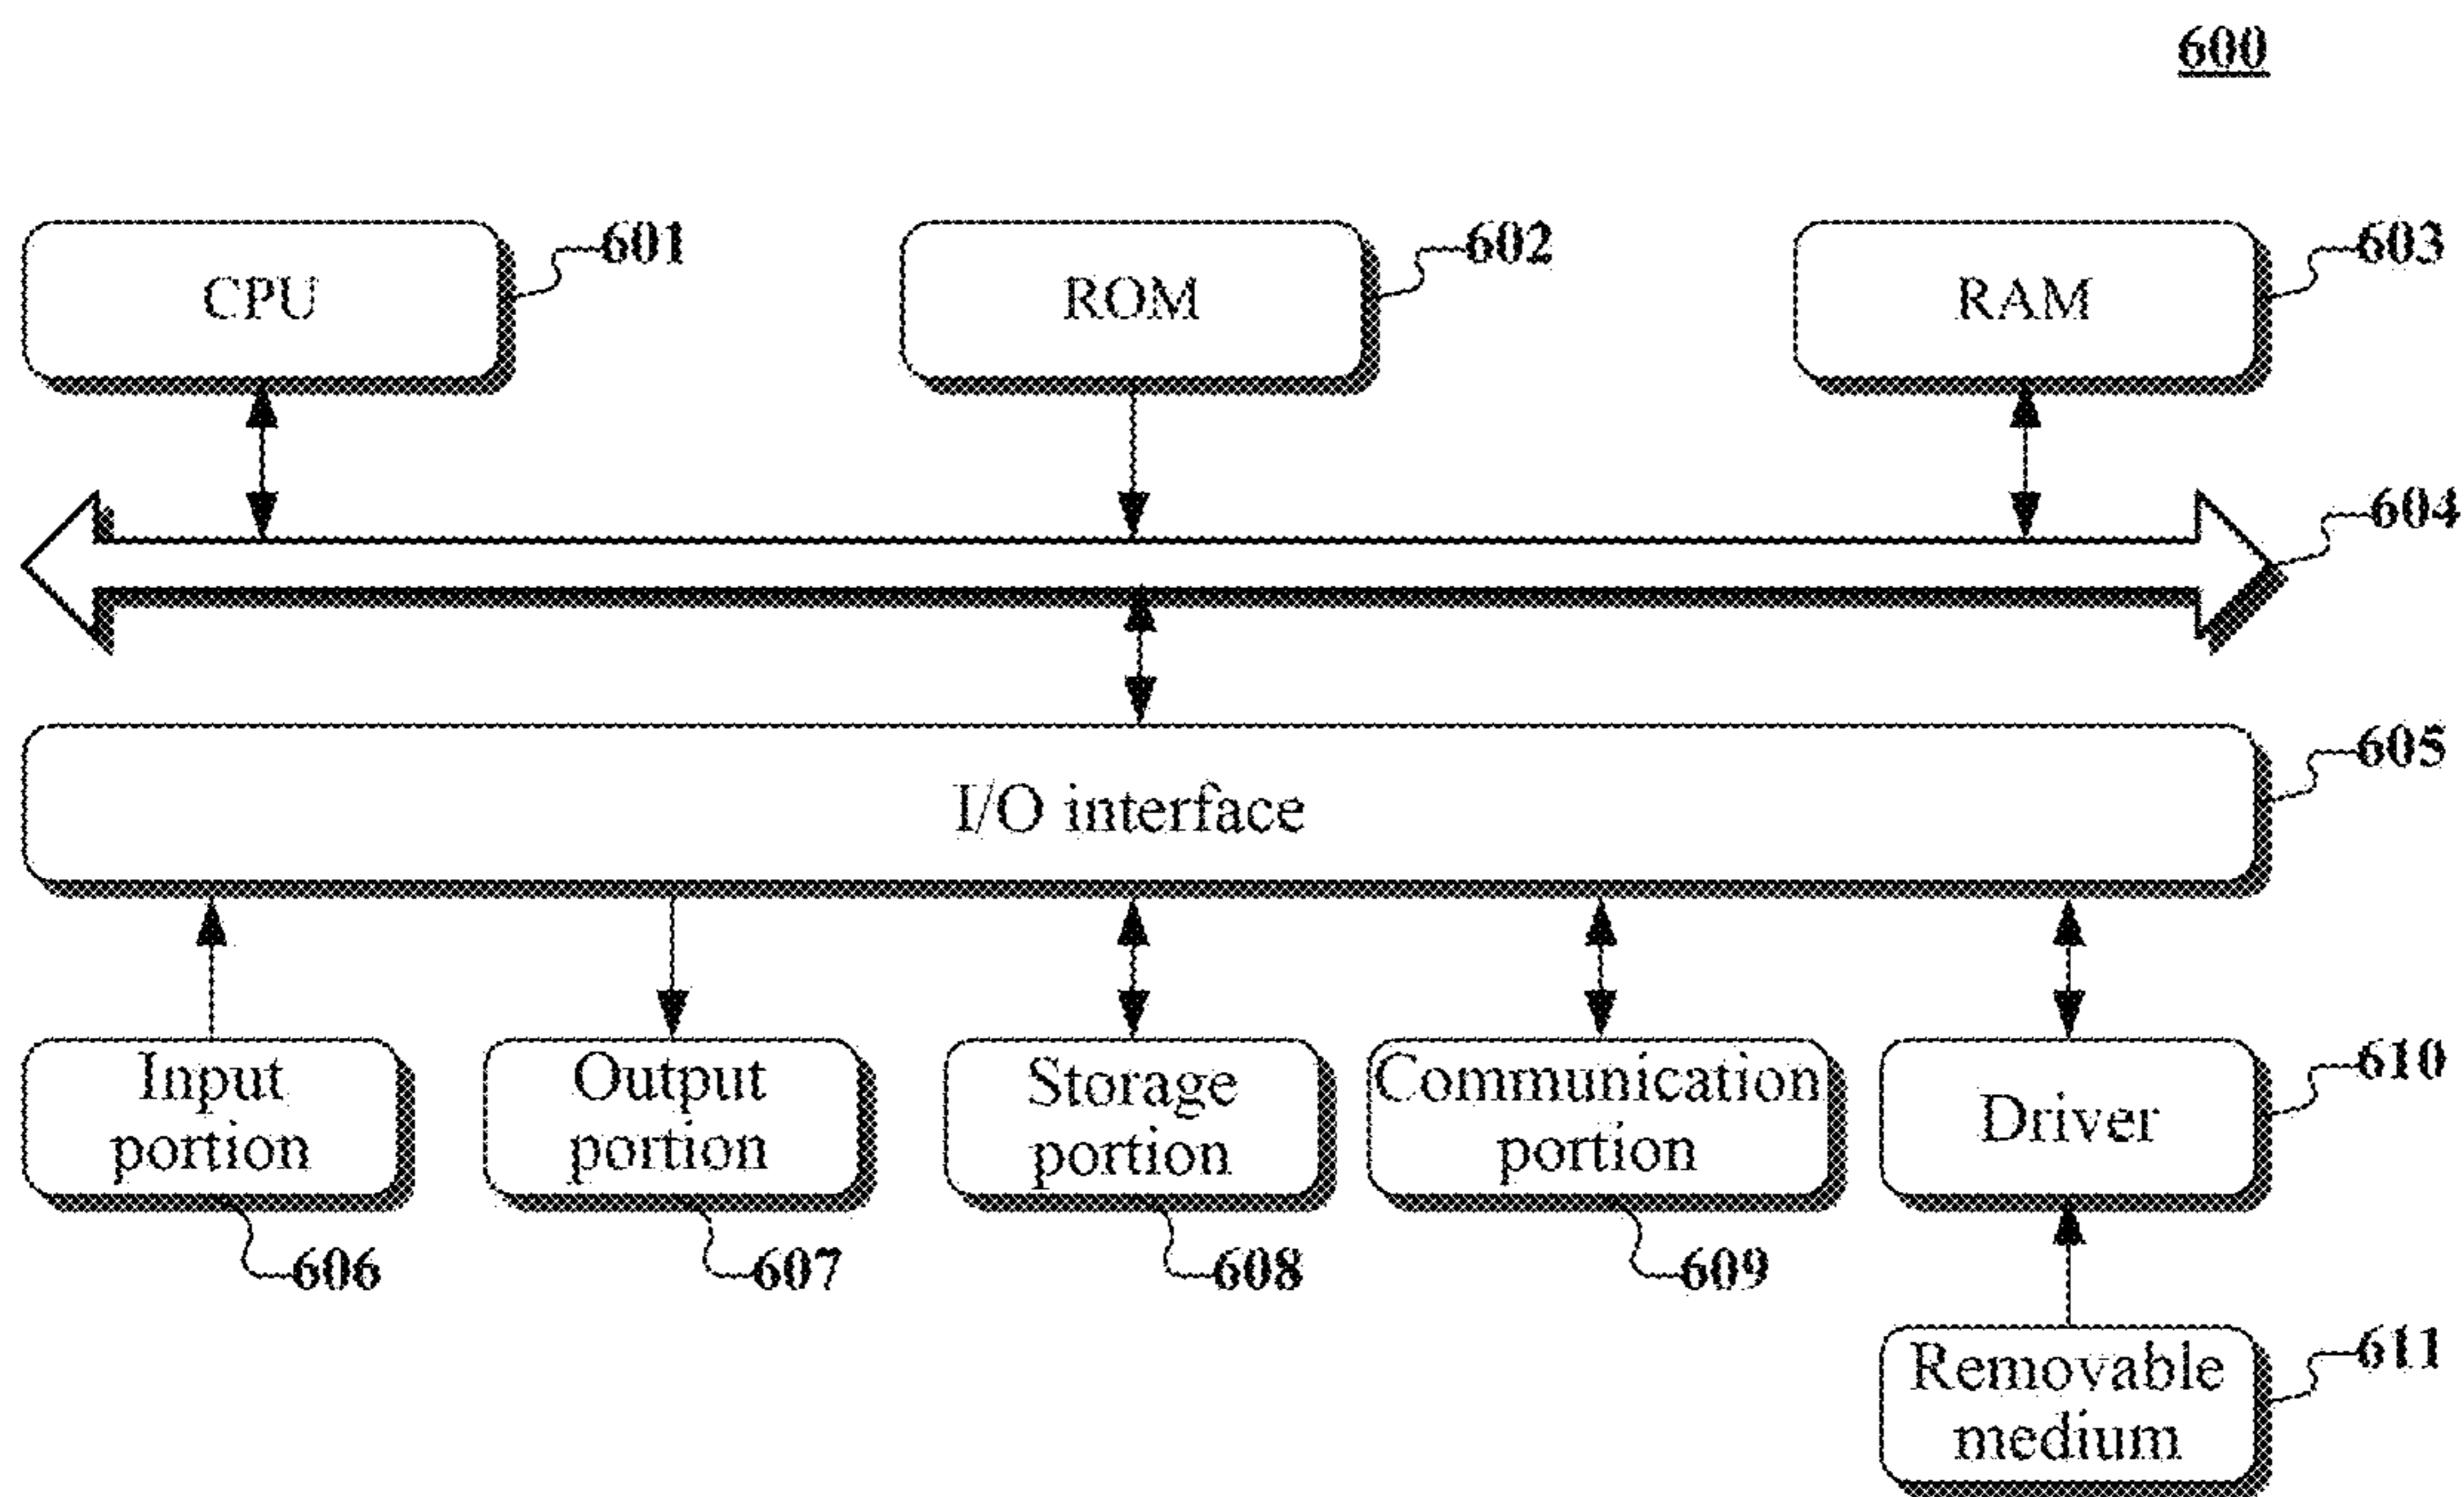 600
CPU
601
ROM
602
RAM
603
604
I/O interface
605
Input
portion
606
Output
portion
607
Storage
portion
608
Communication
portion
609
Driver
610
Removable
medium
611